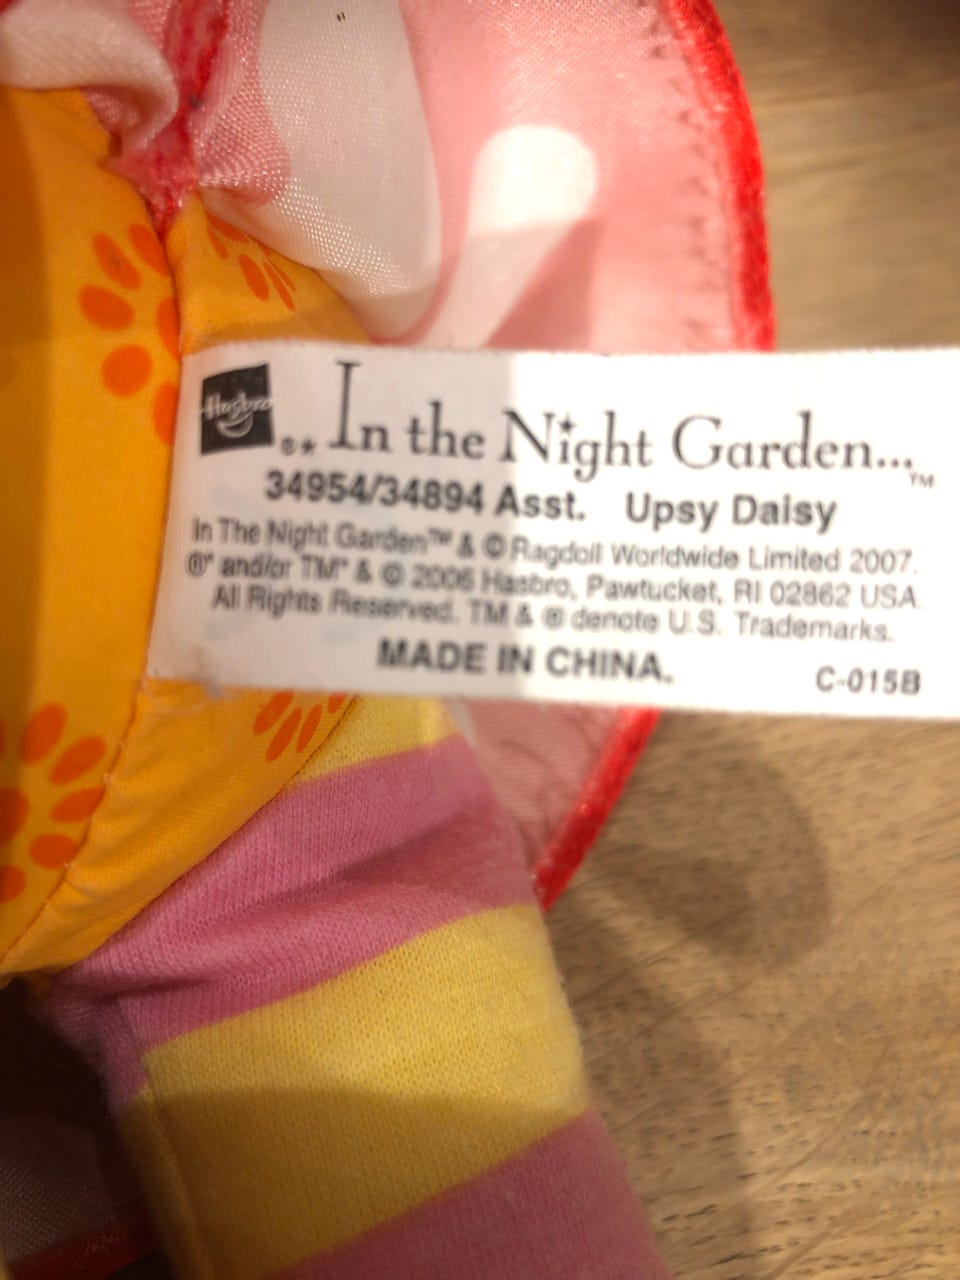 Hasbro
®* In the Night Garden...™
34954/34894 Asst. Upsy Daisy
In The Night Garden™ & © Ragdoll Worldwide Limited 2007.
®* and/or TM* & © 2006 Hasbro, Pawtucket, RI 02862 USA
All Rights Reserved. TM & ® denote U.S. Trademarks.
MADE IN CHINA.
C-015B